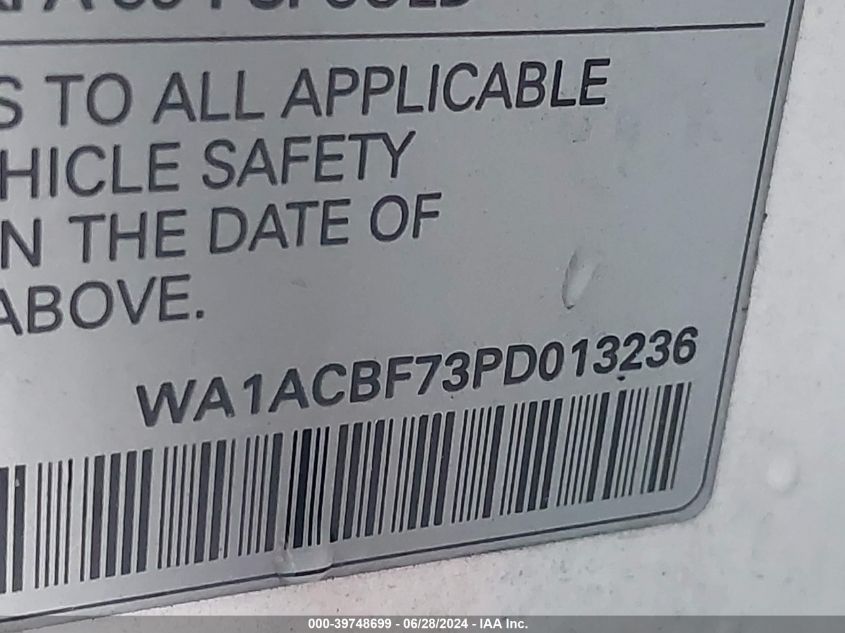 S TO ALL APPLICABLE
HICLE SAFETY
N THE DATE OF
ABOVE.
WA1ACBF73PD013236
000-39748699 - 06/28/2024 - IAA Inc.